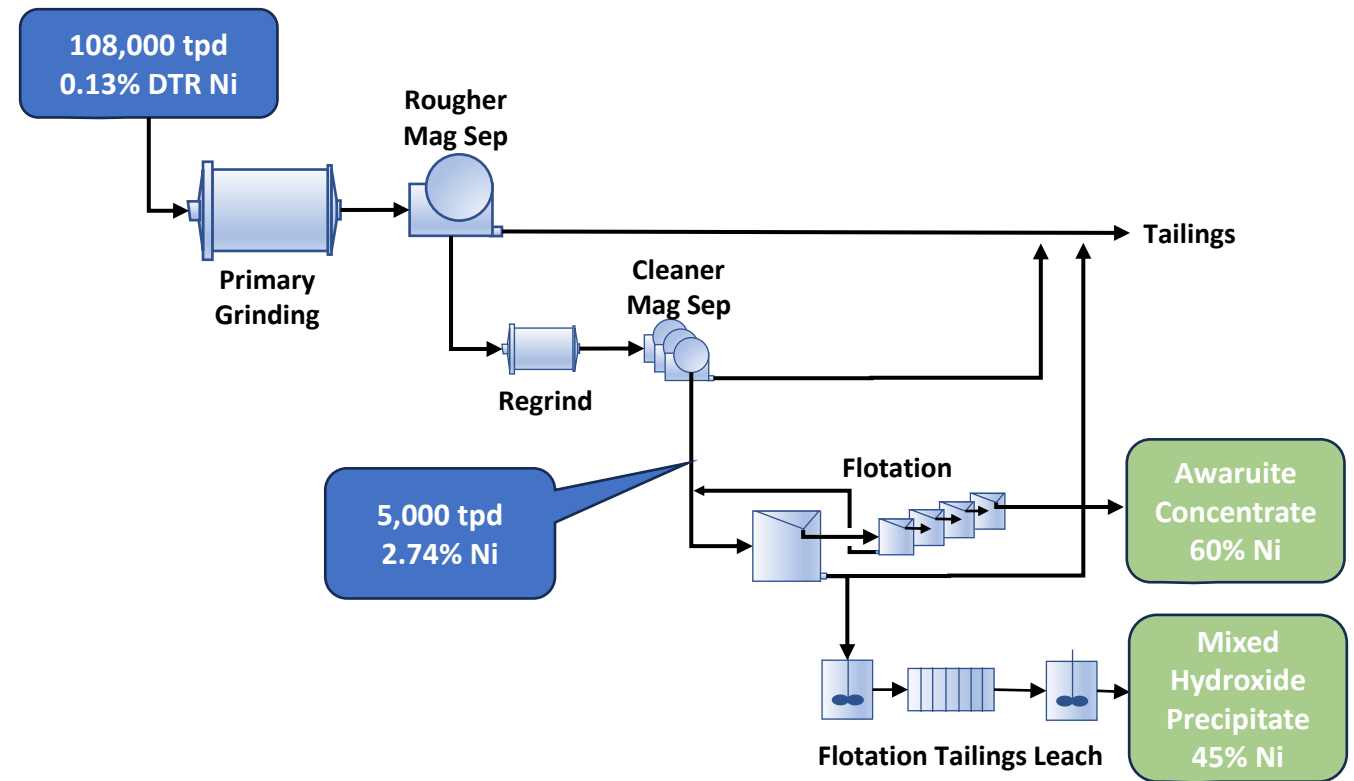 108,000 tpd
0.13% DTR Ni
Rougher
Mag Sep
Tailings
Primary
Grinding
Cleaner
Mag Sep
Regrind
5,000 tpd
2.74% Ni
Flotation
Awaruite
Concentrate
60% Ni
Mixed
Hydroxide
Precipitate
45% Ni
Flotation Tailings Leach